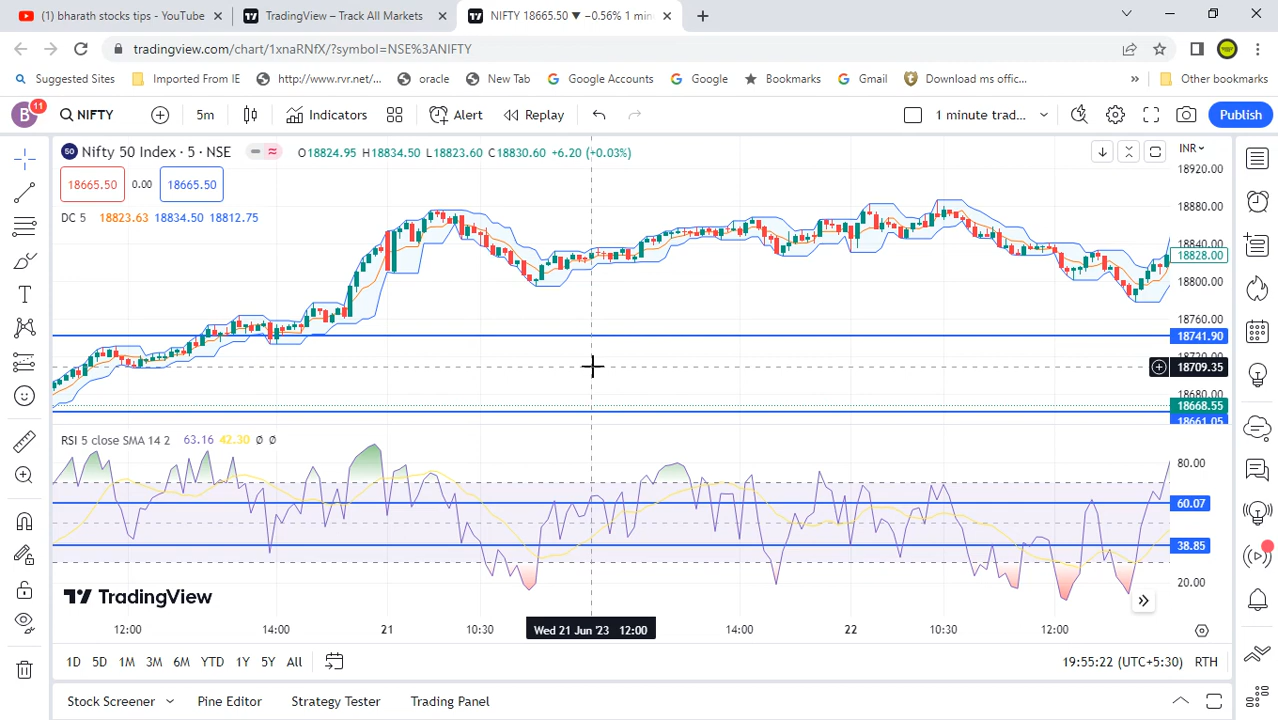 (1) bharath stocks tips - YouTube
TradingView – Track All Markets
NIFTY 18665.50 ▼ −0.56% 1 min
tradingview.com/chart/1xnaRNfX/?symbol=NSE%3ANIFTY
Suggested Sites
Imported From IE
http://www.rvr.net/...
oracle
New Tab
Google Accounts
Google
Bookmarks
Gmail
Download ms offic...
»
Other bookmarks
B
11
NIFTY
5m
Indicators
Alert
Replay
1 minute trad...
Publish
50
Nifty 50 Index · 5 · NSE
O18824.95 H18834.50 L18823.60 C18830.60 +6.20 (+0.03%)
INR
18665.50
0.00
18665.50
DC 5 18823.63 18834.50 18812.75
18920.00
18880.00
18840.00
18828.00
18800.00
18760.00
18741.90
18720.00
18709.35
18680.00
18668.55
18661.05
RSI 5 close SMA 14 2 63.16 42.30 Ø Ø
80.00
60.07
38.85
20.00
TradingView
12:00
14:00
21
10:30
Wed 21 Jun '23 12:00
14:00
22
10:30
12:00
1D
5D
1M
3M
6M
YTD
1Y
5Y
All
19:55:22 (UTC+5:30)
RTH
Stock Screener
Pine Editor
Strategy Tester
Trading Panel